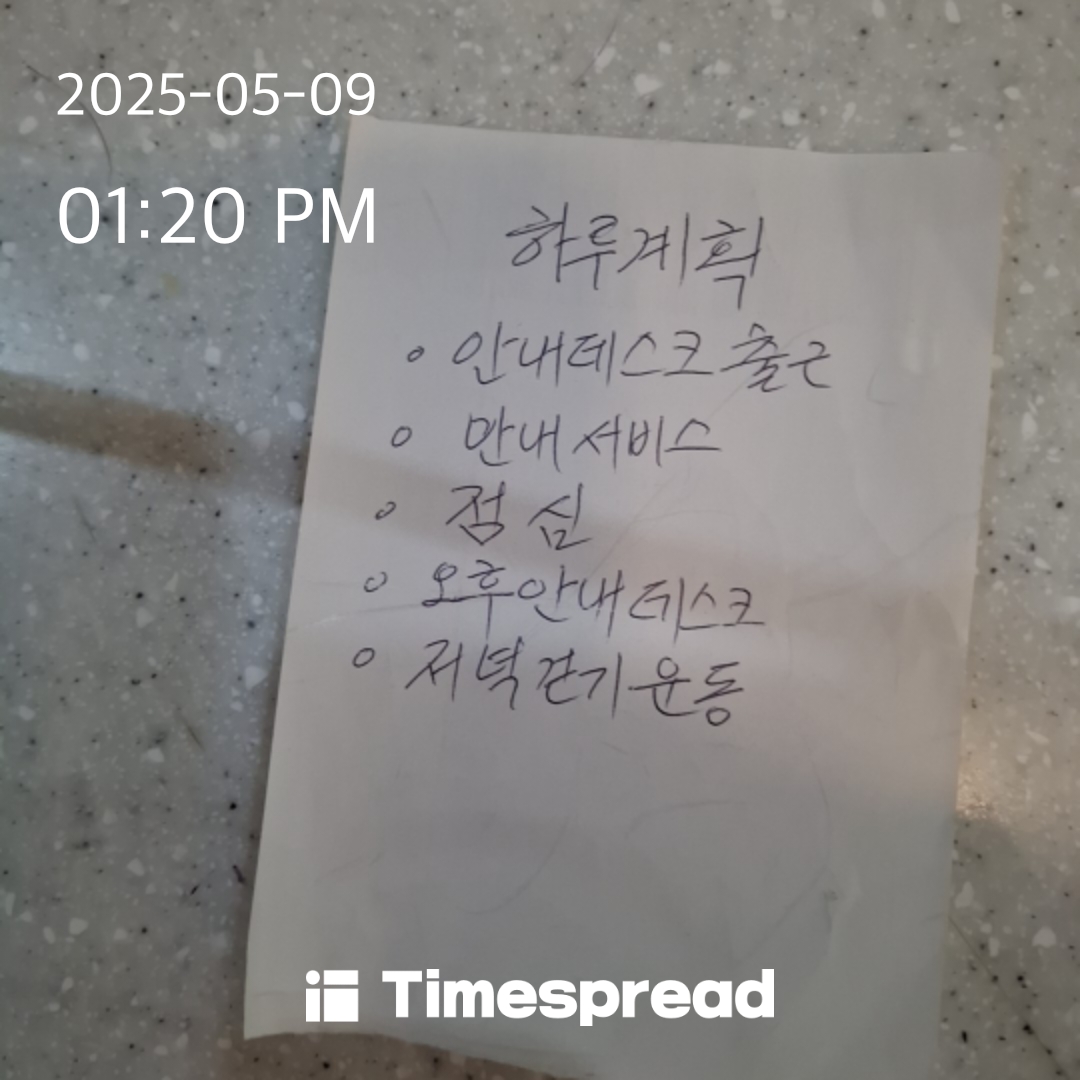 2025-05-09
01:20 PM
하루계획
◦ 안내데스크 출근
◦ 안내 서비스
◦ 점심
◦ 오후 안내 데스크
◦ 저녁 걷기 운동
Timespread